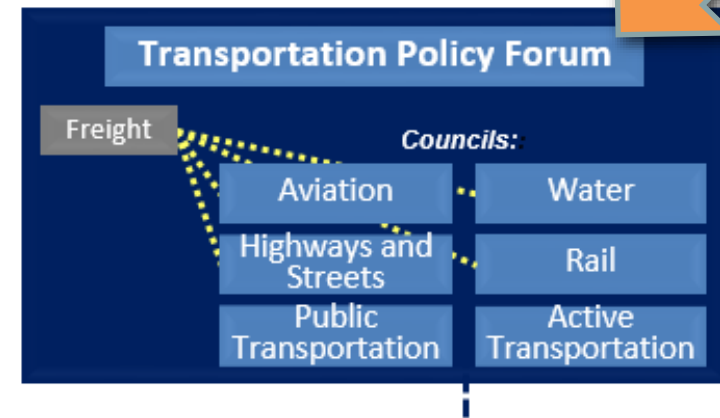 Transportation Policy Forum
Freight
Councils:
Aviation
Water
Highways and
Streets
Rail
Public
Transportation
Active
Transportation